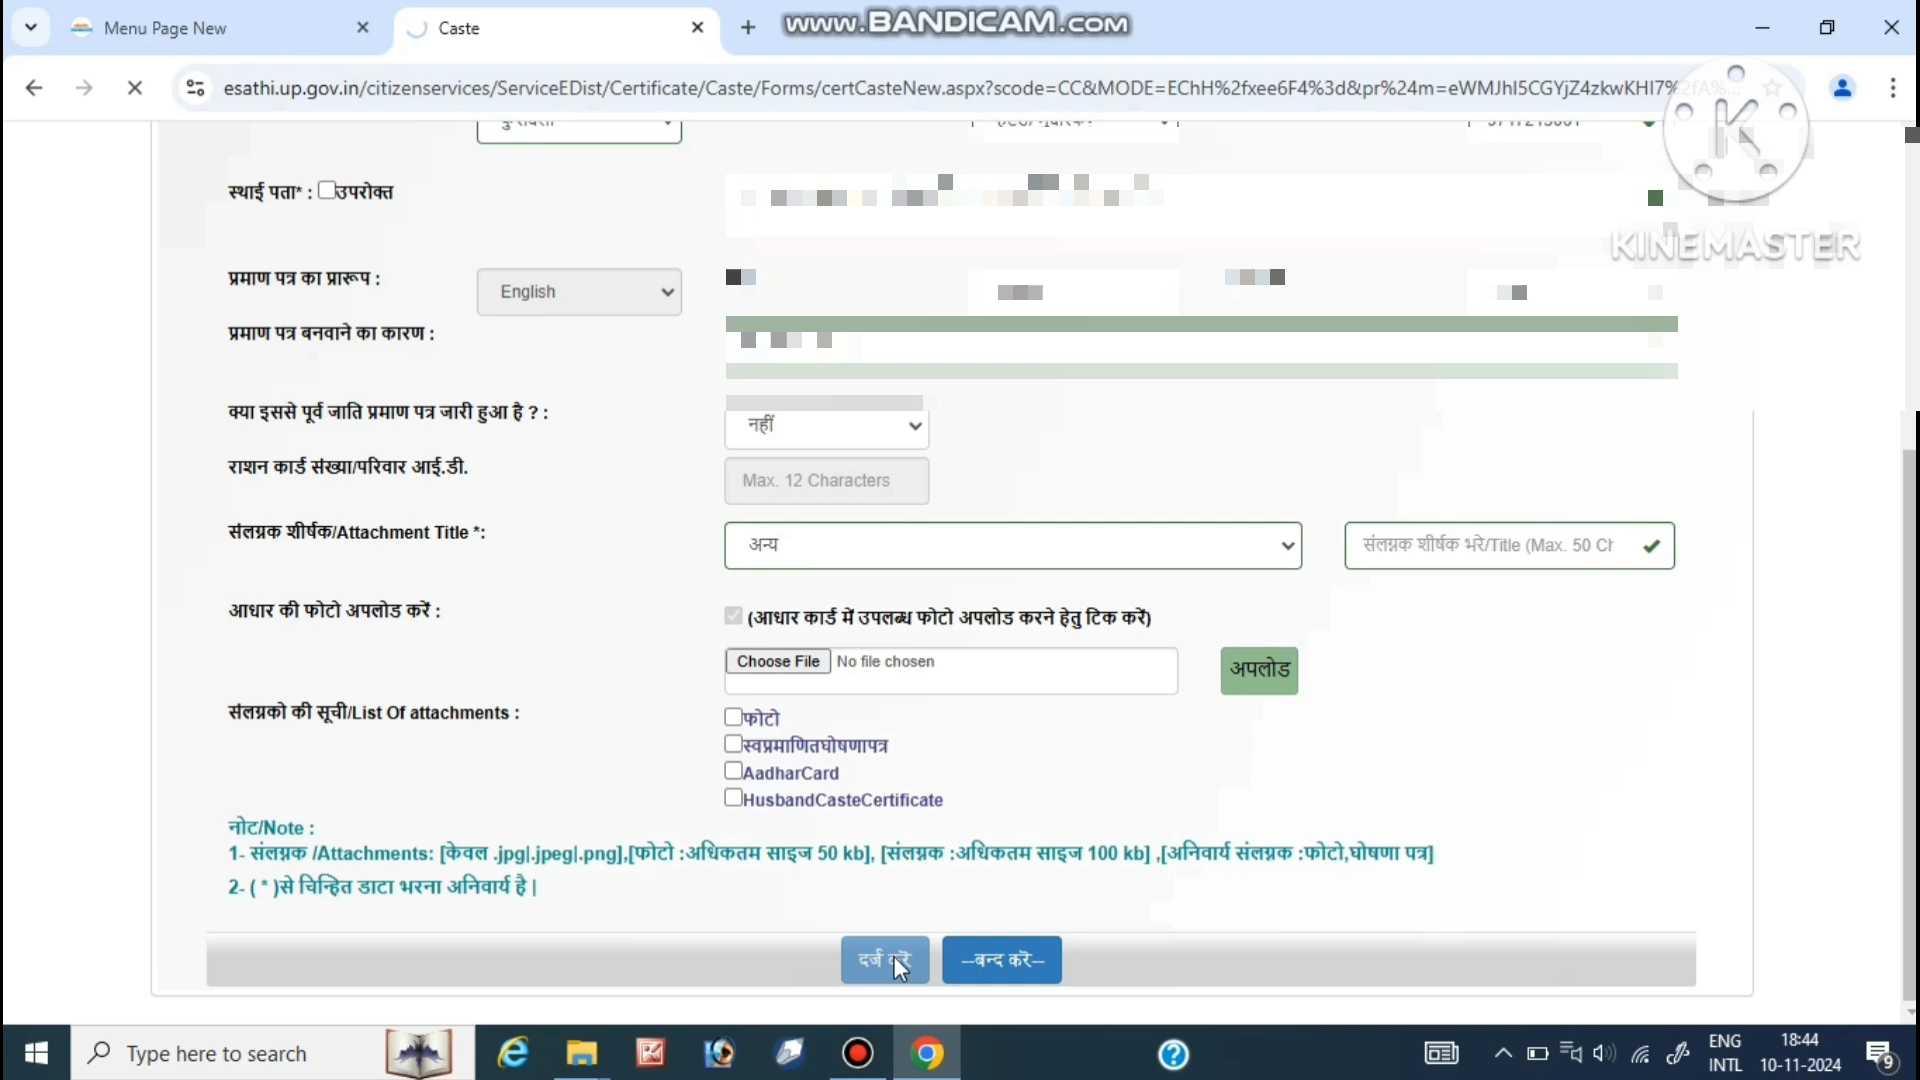 Menu Page New
Caste
www.BANDICAM.com
esathi.up.gov.in/citizenservices/ServiceEDist/Certificate/Caste/Forms/certCasteNew.aspx?scode=CC&MODE=EChH%2fxee6F4%3d&pr%24m=eWMJhI5CGYjZ4zkwKHI7%2fA%...
K
KINEMASTER
स्थाई पता* : उपरोक्त
प्रमाण पत्र का प्रारूप : English
प्रमाण पत्र बनवाने का कारण :
क्या इससे पूर्व जाति प्रमाण पत्र जारी हुआ है ? : नहीं
राशन कार्ड संख्या/परिवार आई.डी. Max. 12 Characters
संलग्नक शीर्षक/Attachment Title *: अन्य संलग्नक शीर्षक भरे/Title (Max. 50 Ch
आधार की फोटो अपलोड करें : (आधार कार्ड में उपलब्ध फोटो अपलोड करने हेतु टिक करें)
Choose File No file chosen अपलोड
संलग्नको की सूची/List Of attachments :
फोटो
स्वप्रमाणितघोषणापत्र
AadharCard
HusbandCasteCertificate
नोट/Note :
1- संलग्नक /Attachments: [केवल .jpg|.jpeg|.png],[फोटो :अधिकतम साइज 50 kb], [संलग्नक :अधिकतम साइज 100 kb] ,[अनिवार्य संलग्नक :फोटो,घोषणा पत्र]
2- ( * )से चिन्हित डाटा भरना अनिवार्य है |
दर्ज करें --बन्द करें--
Type here to search
ENG
INTL
18:44
10-11-2024
9